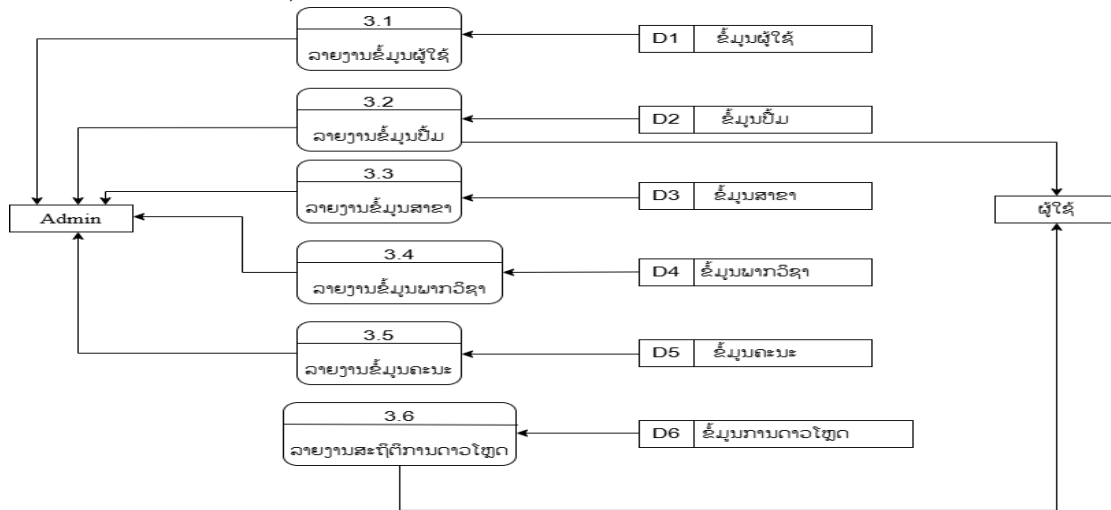 3.1
ລາຍງານຂໍ້ມູນຜູ້ໃຊ້
D1 ຂໍ້ມູນຜູ້ໃຊ້
3.2
ລາຍງານຂໍ້ມູນປຶ້ມ
D2 ຂໍ້ມູນປຶ້ມ
3.3
ລາຍງານຂໍ້ມູນສາຂາ
D3 ຂໍ້ມູນສາຂາ
Admin
ຜູ້ໃຊ້
3.4
ລາຍງານຂໍ້ມູນພາກວິຊາ
D4 ຂໍ້ມູນພາກວິຊາ
3.5
ລາຍງານຂໍ້ມູນຄະນະ
D5 ຂໍ້ມູນຄະນະ
3.6
ລາຍງານສະຖິຕິການດາວໂຫຼດ
D6 ຂໍ້ມູນການດາວໂຫຼດ